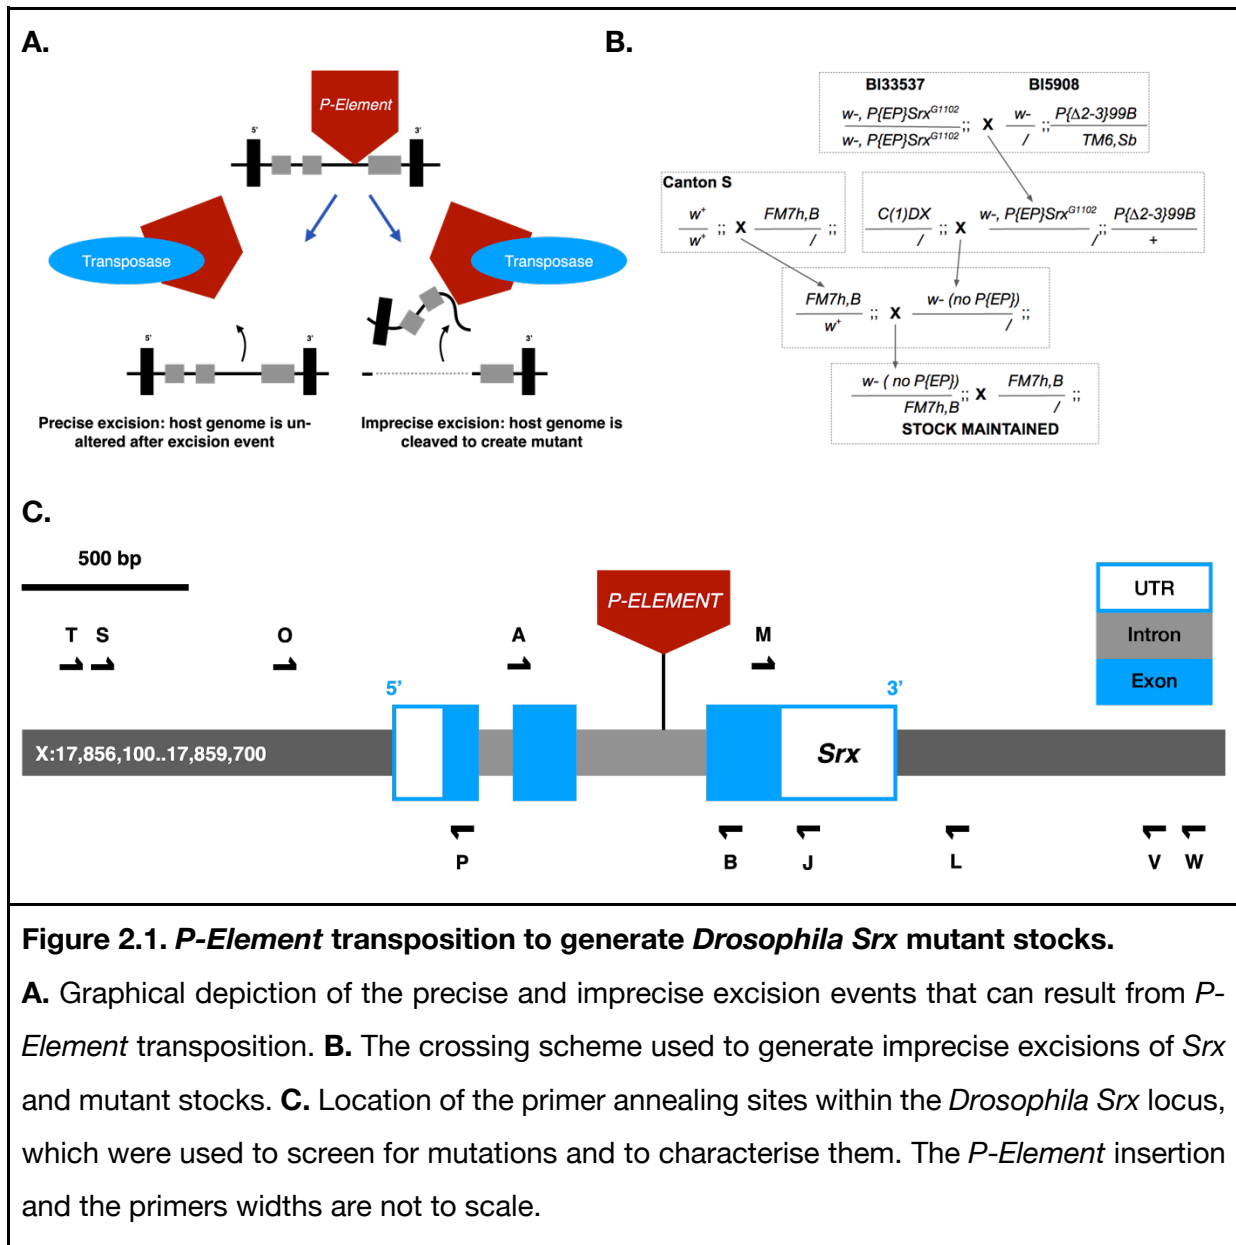 A.
P-Element
5'
3'
Transposase
Transposase
5'
3'
3'
Precise excision: host genome is un-
altered after excision event
Imprecise excision: host genome is
cleaved to create mutant
B.
BI33537
BI5908
w-, P{EP}Srx^G1102
w-, P{EP}Srx^G1102
;;
X
w-
/
;;
P{Δ2-3}99B
TM6,Sb
Canton S
w+
w+
;;
X
FM7h,B
/
;;
C(1)DX
/
;;
X
w-, P{EP}Srx^G1102
/
;;
P{Δ2-3}99B
+
FM7h,B
w+
;;
X
w- (no P{EP})
/
;;
w- ( no P{EP})
FM7h,B
;;
X
FM7h,B
/
;;
STOCK MAINTAINED
C.
500 bp
T S O A M
P-ELEMENT
5'
3'
X:17,856,100..17,859,700
Srx
P B J L V W
UTR
Intron
Exon
Figure 2.1. P-Element transposition to generate Drosophila Srx mutant stocks.
A. Graphical depiction of the precise and imprecise excision events that can result from P-
Element transposition. B. The crossing scheme used to generate imprecise excisions of Srx
and mutant stocks. C. Location of the primer annealing sites within the Drosophila Srx locus,
which were used to screen for mutations and to characterise them. The P-Element insertion
and the primers widths are not to scale.